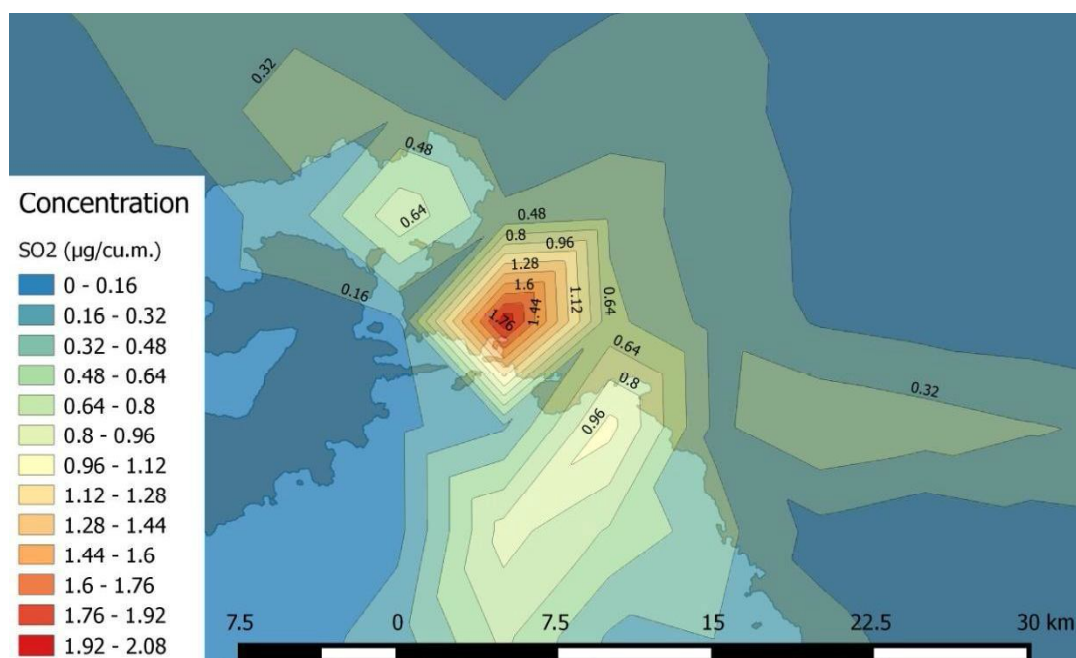 0.32
0.48
0.64
0.48
0.8
0.96
1.28
1.6
1.44
1.12
0.64
1.76
0.16
0.64
0.8
0.96
0.32
Concentration
SO2 (µg/cu.m.)
0 - 0.16
0.16 - 0.32
0.32 - 0.48
0.48 - 0.64
0.64 - 0.8
0.8 - 0.96
0.96 - 1.12
1.12 - 1.28
1.28 - 1.44
1.44 - 1.6
1.6 - 1.76
1.76 - 1.92
1.92 - 2.08
7.5 0 7.5 15 22.5 30 km